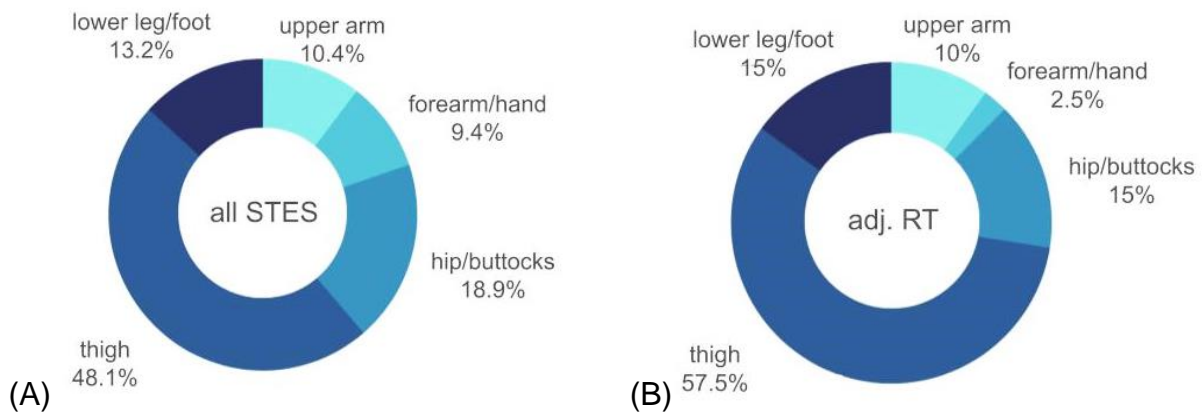 lower leg/foot
13.2%
upper arm
10.4%
forearm/hand
9.4%
hip/buttocks
18.9%
thigh
48.1%
all STES
(A)
lower leg/foot
15%
upper arm
10%
forearm/hand
2.5%
hip/buttocks
15%
thigh
57.5%
adj. RT
(B)